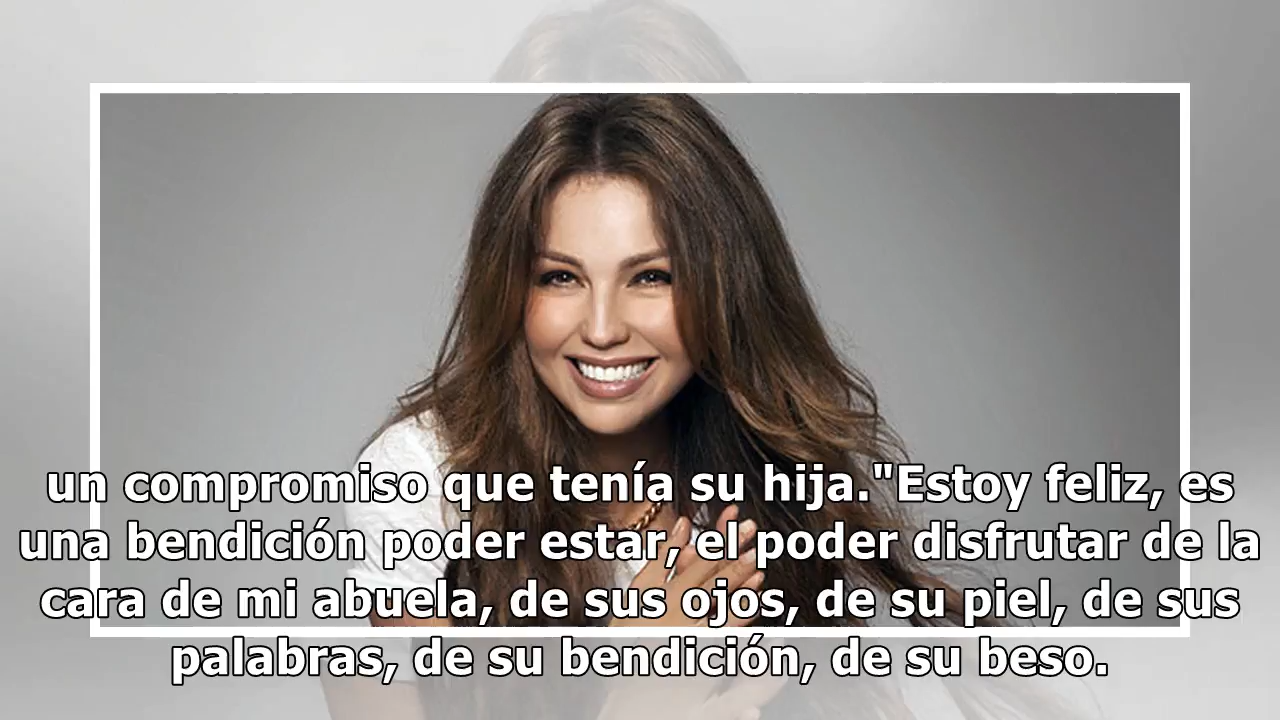 un compromiso que tenía su hija."Estoy feliz, es
una bendición poder estar, el poder disfrutar de la
cara de mi abuela, de sus ojos, de su piel, de sus
palabras, de su bendición, de su beso.